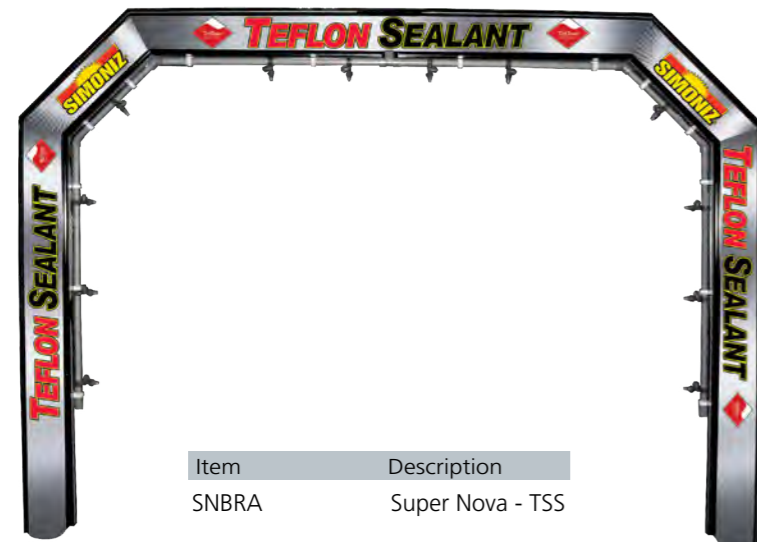 TEFLON SEALANT
SIMONIZ
SIMONIZ
TEFLON SEALANT
TEFLON SEALANT
Item Description
SNBRA Super Nova - TSS